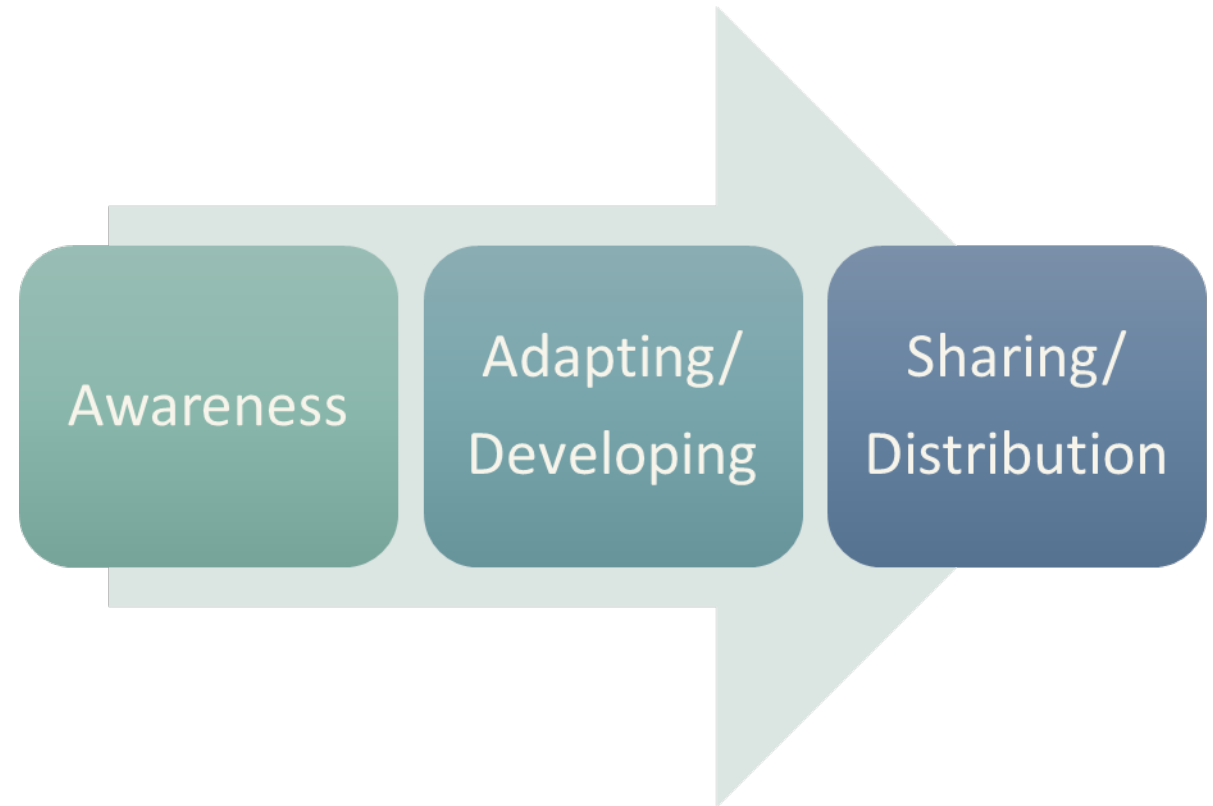 Awareness
Adapting/
Developing
Sharing/
Distribution